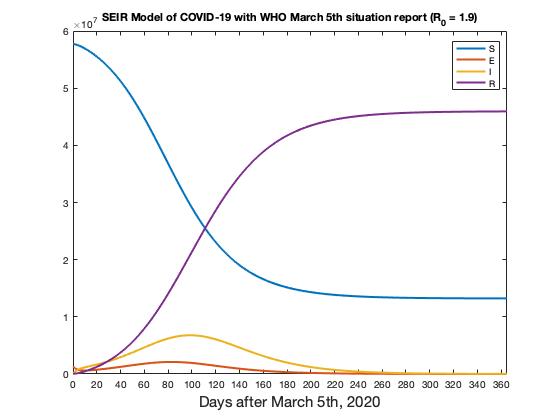 SEIR Model of COVID-19 with WHO March 5th situation report (R0 = 1.9)
×10^7
6
5
4
3
2
1
0
S
E
I
R
0 20 40 60 80 100 120 140 160 180 200 220 240 260 280 300 320 340 360
Days after March 5th, 2020